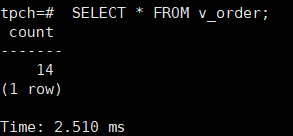 tpch=#  SELECT * FROM v_order;
 count
-------
    14
(1 row)

Time: 2.510 ms